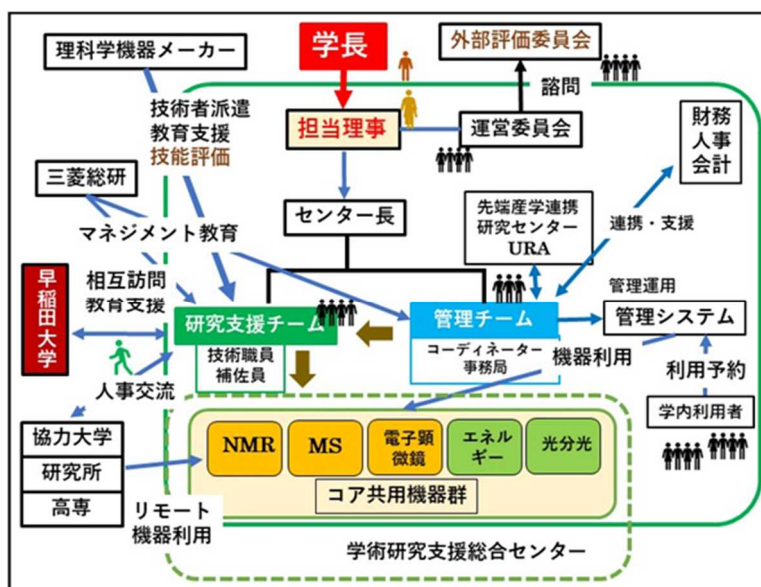 理科学機器メーカー
学長
外部評価委員会
諮問
技術者派遣
教育支援
技能評価
担当理事
運営委員会
財務
人事
会計
三菱総研
センター長
先端産学連携
研究センター
URA
連携・支援
マネジメント教育
早稲田大学
相互訪問
教育支援
管理運用
研究支援チーム
管理チーム
管理システム
技術職員
補佐員
コーディネーター
事務局
機器利用
利用予約
人事交流
学内利用者
協力大学
研究所
高専
NMR
MS
電子顕
微鏡
エネル
ギー
光分光
コア共用機器群
リモート
機器利用
学術研究支援総合センター